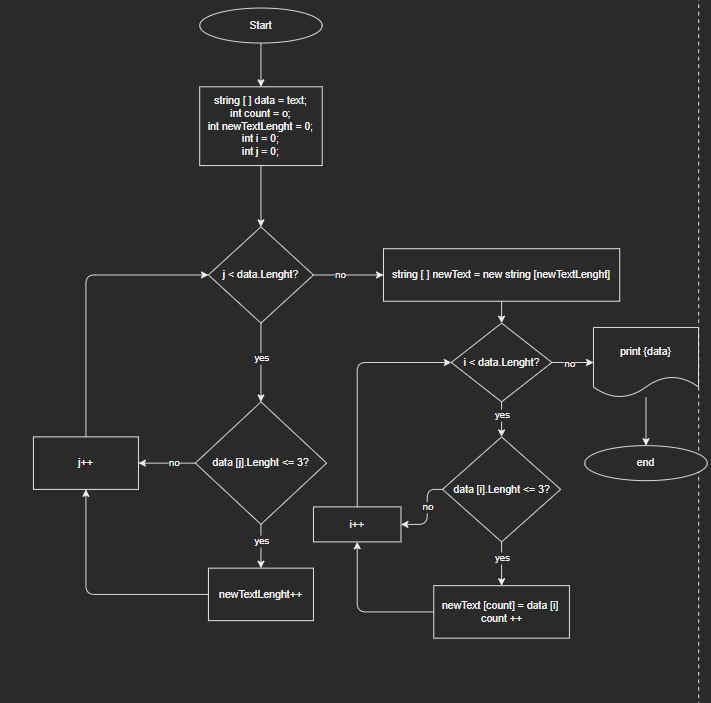 Start
string [ ] data = text;
int count = o;
int newTextLenght = 0;
int i = 0;
int j = 0;
j < data.Lenght?
no
string [ ] newText = new string [newTextLenght]
yes
i < data.Lenght?
no
print {data}
yes
end
j++
no
data [j].Lenght <= 3?
data [i].Lenght <= 3?
no
i++
yes
yes
newTextLenght++
newText [count] = data [i]
count ++